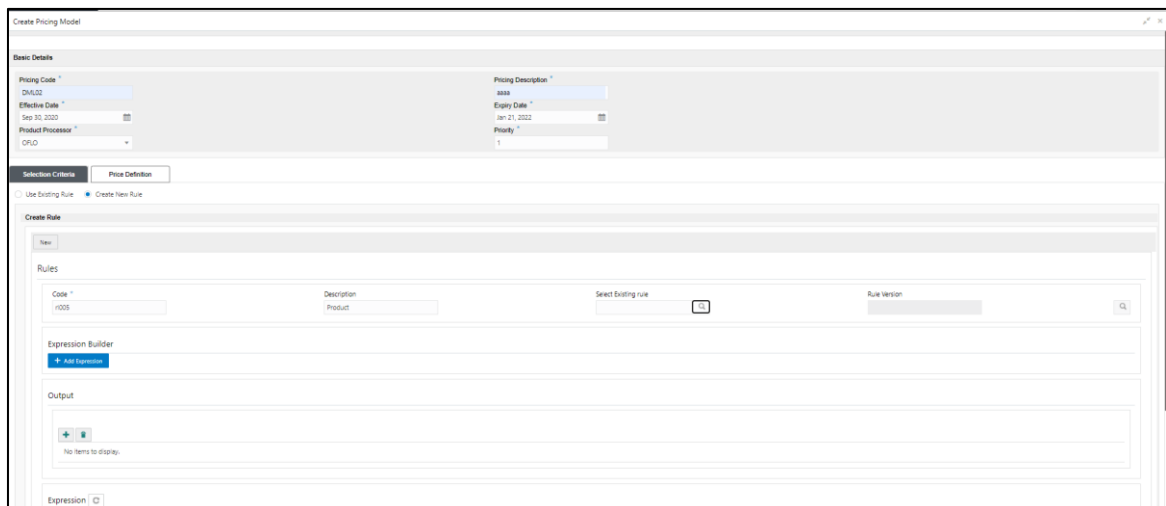 Create Pricing Model
Basic Details
Pricing Code * Pricing Description *
DML02 aaaa
Effective Date * Expiry Date *
Sep 30, 2020 Jan 21, 2022
Product Processor * Priority *
OFLO 1
Selection Criteria Price Definition
Use Existing Rule Create New Rule
Create Rule
New
Rules
Code * Description Select Existing rule Rule Version
rl005 Product
Expression Builder
+ Add Expression
Output
No items to display.
Expression